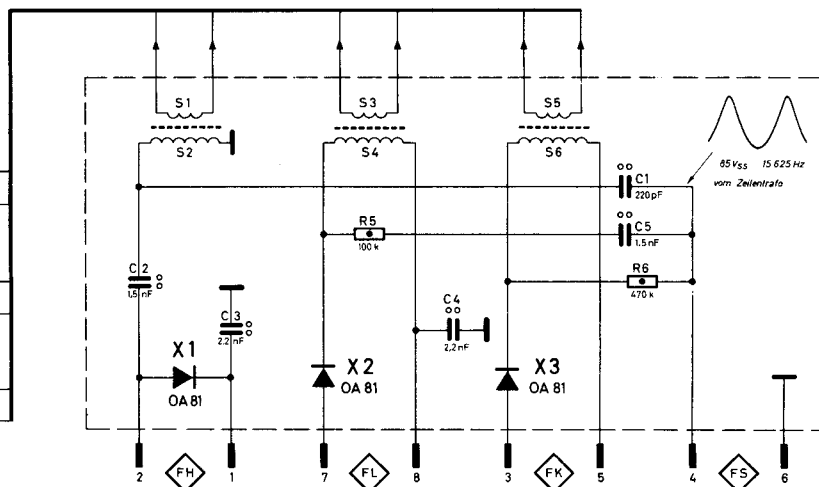 S1
S2
S3
S4
S5
S6
85 Vss 15 625 Hz
vom Zeilentrafo
C1
220 pF
C5
1,5 nF
R5
100 k
R6
470 k
C2
1,5 nF
C3
2,2 nF
C4
2,2 nF
X1
OA 81
X2
OA 81
X3
OA 81
2 FH 1 7 FL 8 3 FK 5 4 FS 6